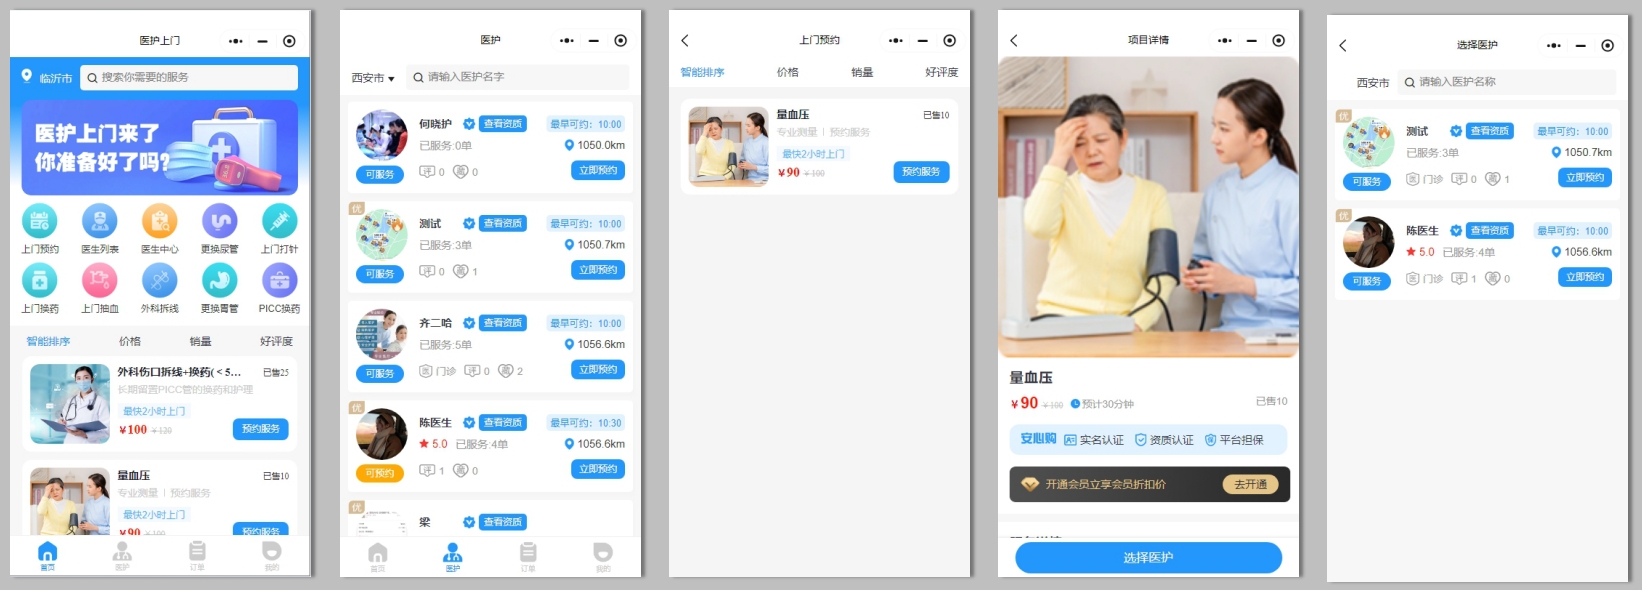 医护上门
临沂市
搜索你需要的服务
医护上门来了
你准备好了吗?
上门预约
医生列表
医生中心
更换尿管
上门打针
上门换药
上门抽血
外科拆线
更换胃管
PICC换药
智能排序
价格
销量
好评度
外科伤口拆线+换药(＜5...
已售25
长期留置PICC管的换药和护理
最快2小时上门
¥100 ¥120
预约服务
量血压
已售10
专业测量 | 预约服务
最快2小时上门
¥90 ¥100
预约服务
首页
医护
订单
我的
医护
西安市
请输入医护名字
何晓护
查看资质
最早可约：10:00
已服务:0单
1050.0km
可服务
评 0
0
立即预约
优
测试
查看资质
最早可约：10:00
已服务:3单
1050.7km
可服务
评 0
1
立即预约
齐二哈
查看资质
最早可约：10:00
已服务:5单
1056.6km
可服务
门诊
评 0
2
立即预约
优
陈医生
查看资质
最早可约：10:30
5.0 已服务:4单
1056.6km
可预约
评 1
0
立即预约
优
梁
查看资质
首页
医护
订单
我的
上门预约
智能排序
价格
销量
好评度
量血压
已售10
专业测量 | 预约服务
最快2小时上门
¥90 ¥100
预约服务
项目详情
量血压
¥90 ¥100 预计30分钟
已售10
安心购 实名认证 资质认证 平台担保
开通会员立享会员折扣价
去开通
选择医护
选择医护
西安市
请输入医护名称
优
测试
查看资质
最早可约：10:00
已服务:3单
1050.7km
可服务
门诊
评 0
1
立即预约
优
陈医生
查看资质
最早可约：10:00
5.0 已服务:4单
1056.6km
可服务
门诊
评 1
0
立即预约